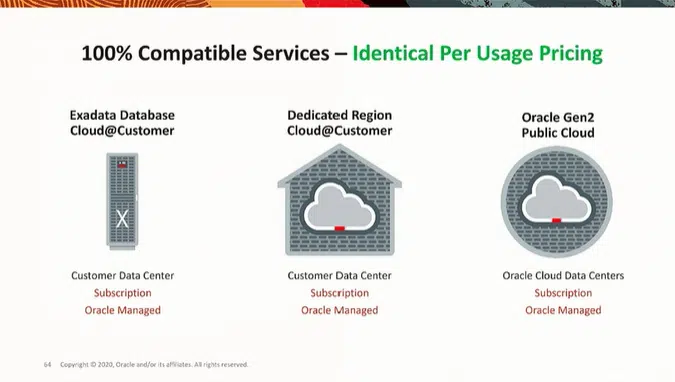 100% Compatible Services – Identical Per Usage Pricing
Exadata Database
Cloud@Customer
X
Customer Data Center
Subscription
Oracle Managed
Dedicated Region
Cloud@Customer
Customer Data Center
Subscription
Oracle Managed
Oracle Gen2
Public Cloud
Oracle Cloud Data Centers
Subscription
Oracle Managed
64 Copyright © 2020, Oracle and/or its affiliates. All rights reserved.